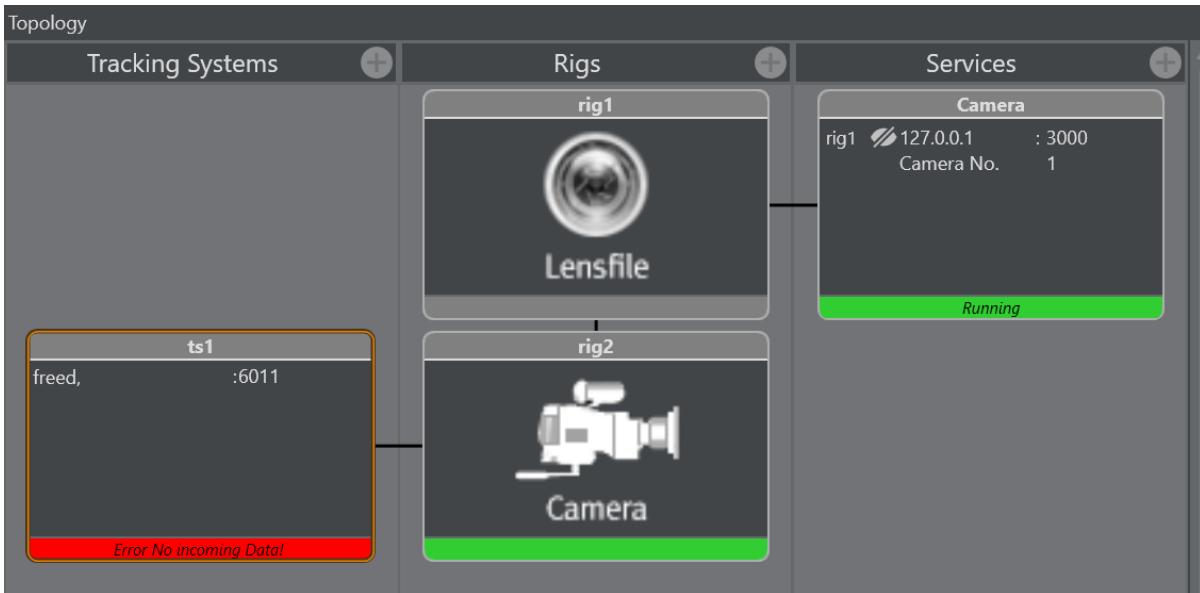 Topology
Tracking Systems
Rigs
Services
rig1
Lensfile
Camera
rig1 127.0.0.1 : 3000
Camera No. 1
Running
ts1
freed, :6011
Error No incoming Data!
rig2
Camera